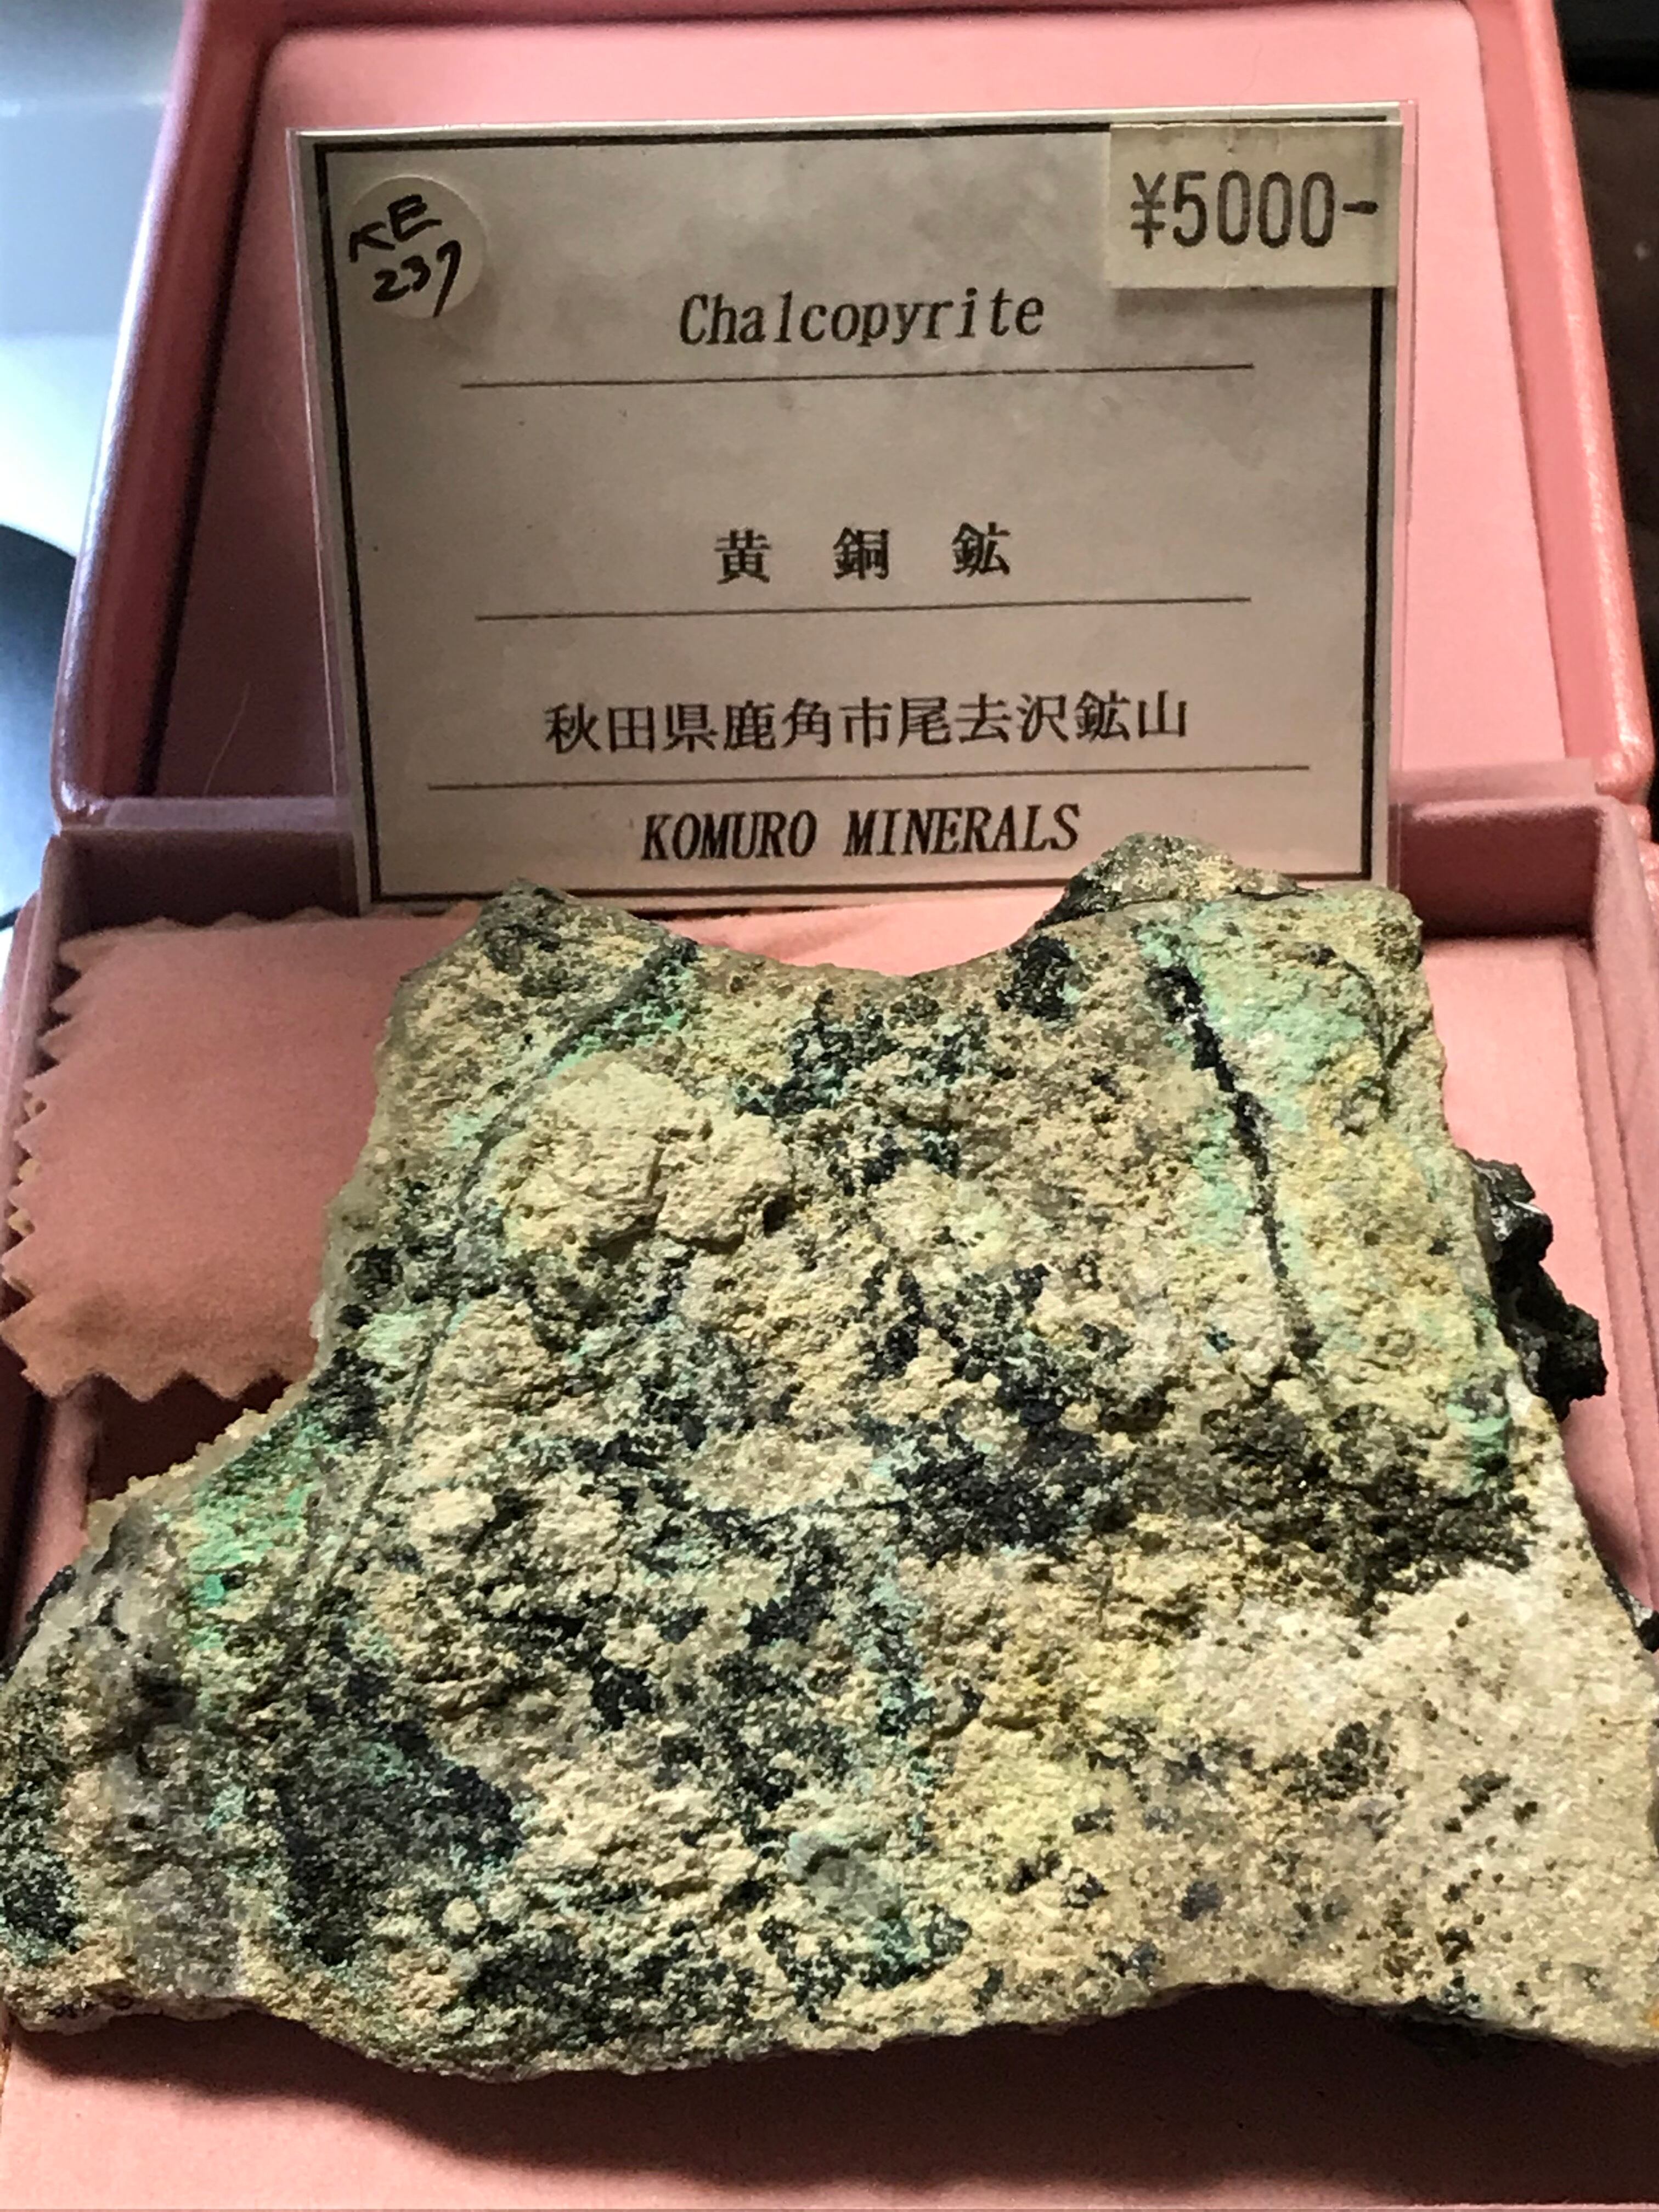 KE
237
¥5000-
Chalcopyrite
黄 銅 鉱
秋田県鹿角市尾去沢鉱山
KOMURO MINERALS